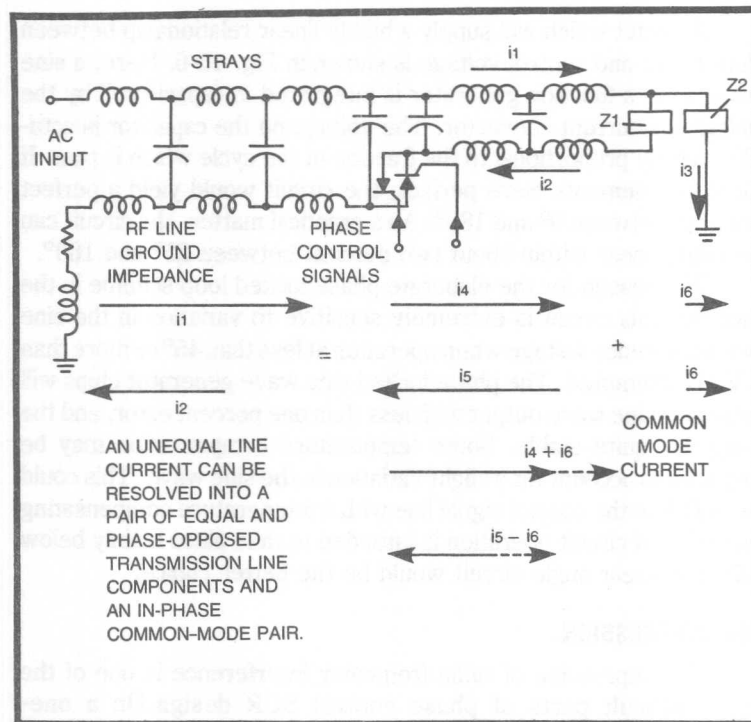 STRAYS
i1
Z2
Z1
AC
INPUT
i2
i3
RF LINE
GROUND
IMPEDANCE
PHASE
CONTROL
SIGNALS
i1
i4
i6
=
+
i2
i5
i6
COMMON
MODE
CURRENT
AN UNEQUAL LINE
CURRENT CAN BE
RESOLVED INTO A
PAIR OF EQUAL AND
PHASE-OPPOSED
TRANSMISSION LINE
COMPONENTS AND
AN IN-PHASE
COMMON–MODE PAIR.
i4 + i6
i5 - i6